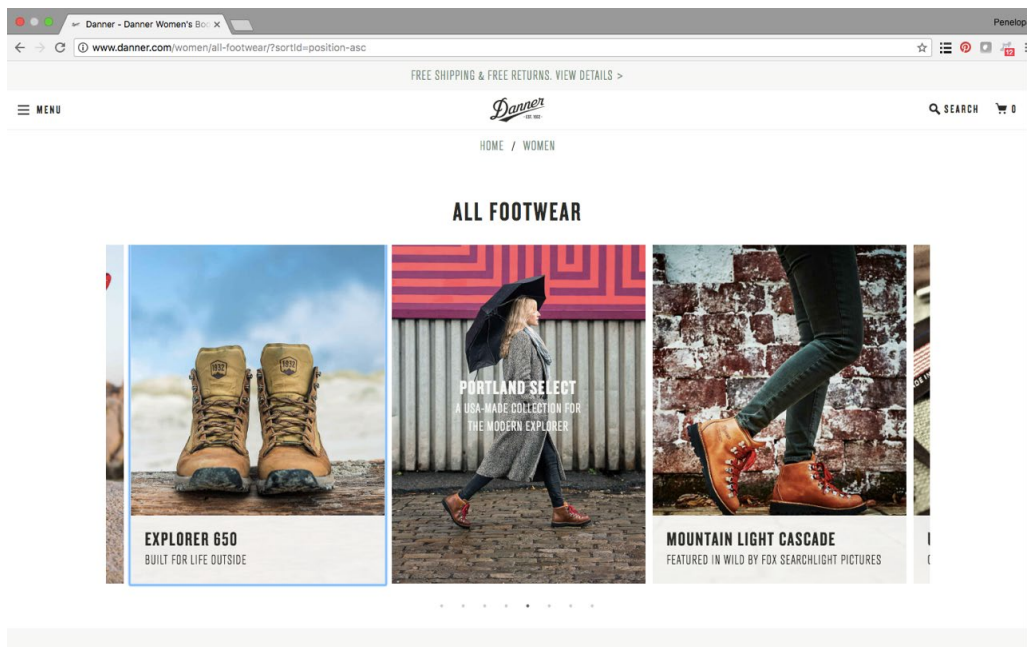 Danner - Danner Women's Bo
Penelop
www.danner.com/women/all-footwear/?sortId=position-asc
12
FREE SHIPPING & FREE RETURNS. VIEW DETAILS >
MENU
Danner
SEARCH
0
HOME / WOMEN
ALL FOOTWEAR
1932 1932
PORTLAND SELECT
A USA-MADE COLLECTION FOR
THE MODERN EXPLORER
EXPLORER 650
BUILT FOR LIFE OUTSIDE
MOUNTAIN LIGHT CASCADE
FEATURED IN WILD BY FOX SEARCHLIGHT PICTURES